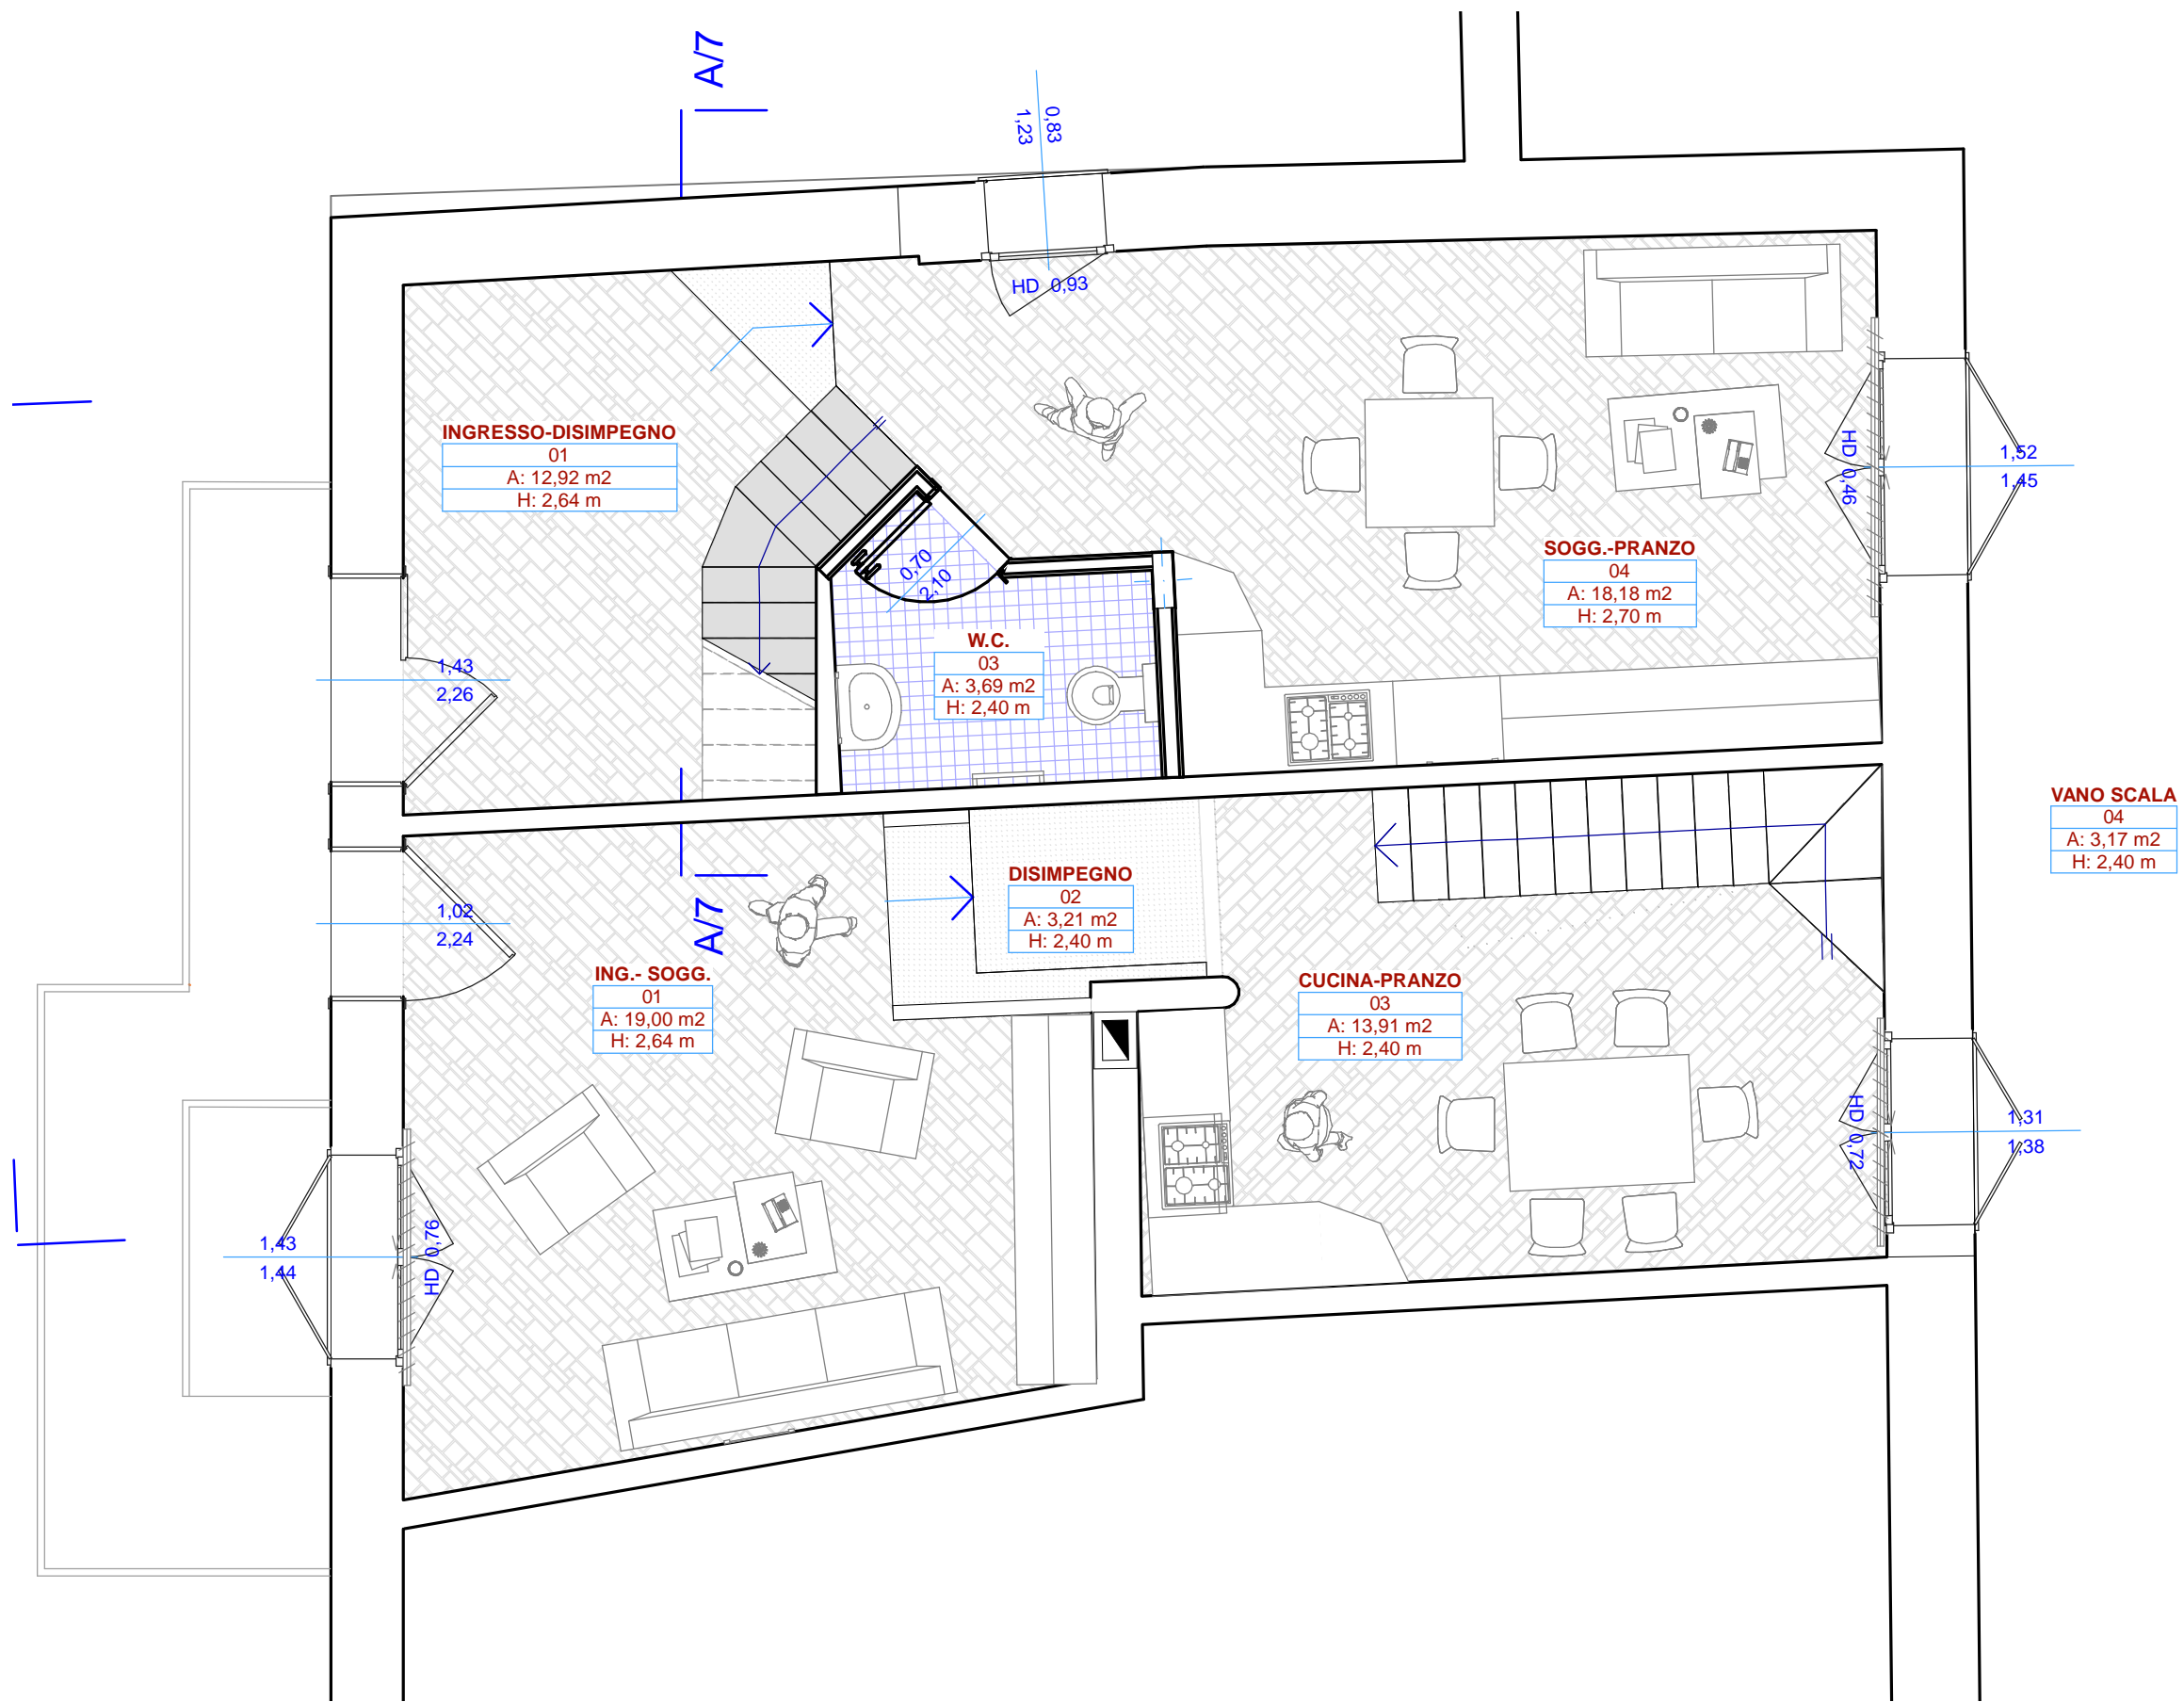 A/7
0,83
1,23
HD 0,93
INGRESSO-DISIMPEGNO
01
A: 12,92 m2
H: 2,64 m
HD 0,46
1,52
1,45
SOGG.-PRANZO
04
A: 18,18 m2
H: 2,70 m
0,70
2,10
W.C.
03
A: 3,69 m2
H: 2,40 m
1,43
2,26
VANO SCALA
04
A: 3,17 m2
H: 2,40 m
1,02
2,24
A/7
DISIMPEGNO
02
A: 3,21 m2
H: 2,40 m
ING.- SOGG.
01
A: 19,00 m2
H: 2,64 m
CUCINA-PRANZO
03
A: 13,91 m2
H: 2,40 m
HD 0,72
1,31
1,38
1,43
1,44
HD 0,76